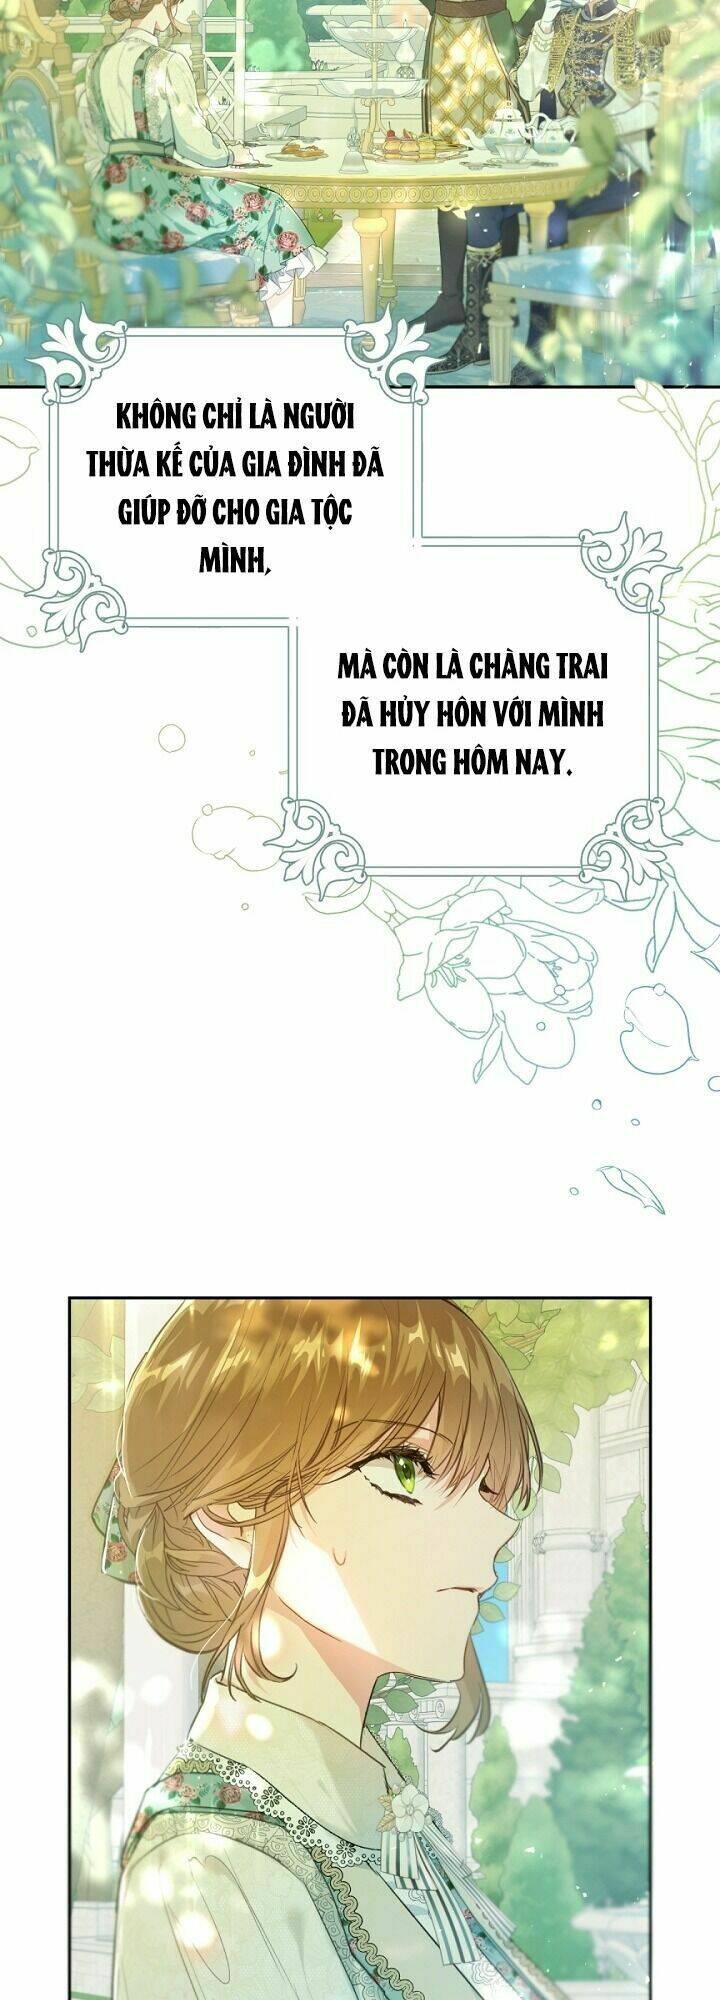 KHÔNG CHỈ LÀ NGƯỜI
THỪA KẾ CỦA GIA ĐÌNH ĐÃ
GIÚP ĐỠ CHO GIA TỘC
MÌNH,
MÀ CÒN LÀ CHÀNG TRAI
ĐÃ HỦY HÔN VỚI MÌNH
TRONG HÔM NAY.